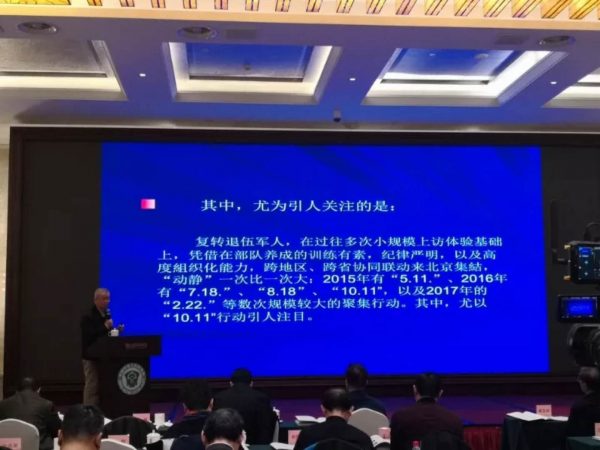 其中，尤为引人关注的是：
复转退伍军人，在过往多次小规模上访体验基础
上，凭借在部队养成的训练有素，纪律严明，以及高
度组织化能力，跨地区、跨省协同联动来北京集结，
“动静”一次比一次大：2015年有“5.11.”、2016年
有“7.18.”、“8.18”、“10.11”，以及2017年的
“2.22.”等数次规模较大的聚集行动。其中，尤以
“10.11”行动引人注目。